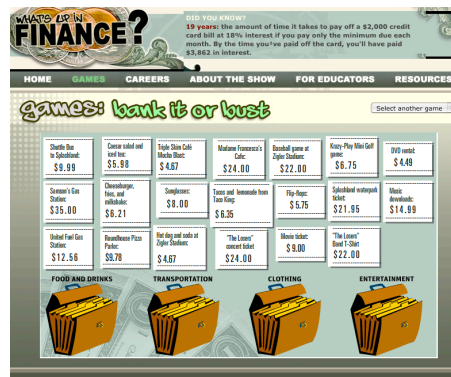 WHAT'S UP IN
FINANCE?
DID YOU KNOW?
19 years: the amount of time it takes to pay off a $2,000 credit
card bill at 18% interest if you pay only the minimum due each
month. By the time you've paid off the card, you'll have paid
$3,862 in interest.
HOME GAMES CAREERS ABOUT THE SHOW FOR EDUCATORS RESOURCES
games: bank it or bust
Select another game
Shuttle Bus
to Splashland:
$9.99
Caesar salad and
iced tea:
$5.98
Triple Skim Café
Mocha Blast:
$4.67
Madame Francesca's
Cafe:
$24.00
Baseball game at
Zigler Stadium:
$22.00
Krazy-Play Mini Golf
game:
$6.75
DVD rental:
$4.49
Samson's Gas
Station:
$35.00
Cheeseburger,
fries, and
milkshake:
$6.21
Sunglasses:
$8.00
Tacos and lemonade from
Taco King:
$6.35
Flip-flops:
$5.75
Splashland waterpark
ticket:
$21.95
Music
downloads:
$14.99
United Fuel Gas
Station:
$12.56
Roundhouse Pizza
Parlor:
$9.78
Hot dog and soda at
Zigler Stadium:
$4.67
"The Losers"
concert ticket
$24.00
Movie ticket:
$9.00
"The Losers"
Band T-Shirt
$22.00
FOOD AND DRINKS
TRANSPORTATION
CLOTHING
ENTERTAINMENT